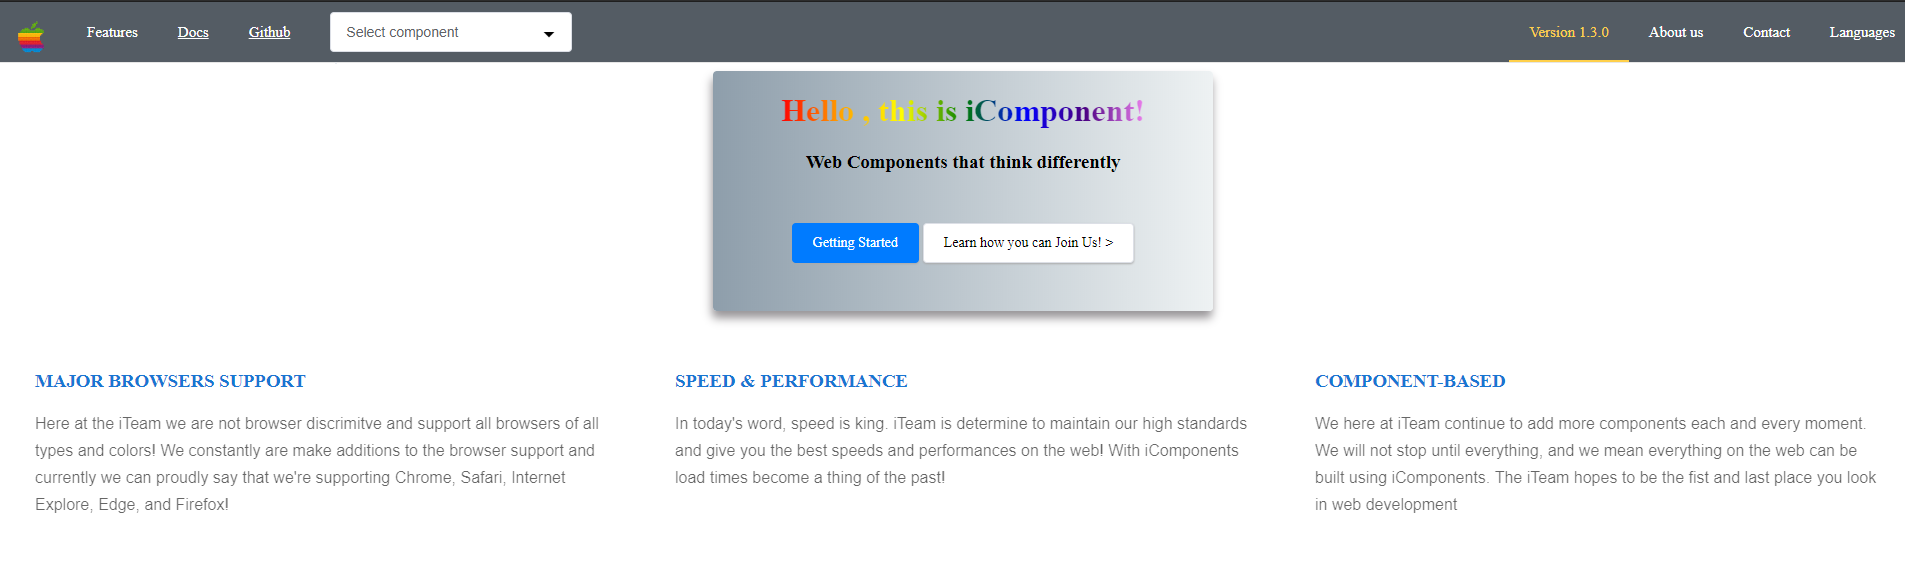 Features Docs Github Select component Version 1.3.0 About us Contact Languages
Hello , this is iComponent!
Web Components that think differently
Getting Started Learn how you can Join Us! >
MAJOR BROWSERS SUPPORT
Here at the iTeam we are not browser discrimitve and support all browsers of all
types and colors! We constantly are make additions to the browser support and
currently we can proudly say that we're supporting Chrome, Safari, Internet
Explore, Edge, and Firefox!
SPEED & PERFORMANCE
In today's word, speed is king. iTeam is determine to maintain our high standards
and give you the best speeds and performances on the web! With iComponents
load times become a thing of the past!
COMPONENT-BASED
We here at iTeam continue to add more components each and every moment.
We will not stop until everything, and we mean everything on the web can be
built using iComponents. The iTeam hopes to be the fist and last place you look
in web development